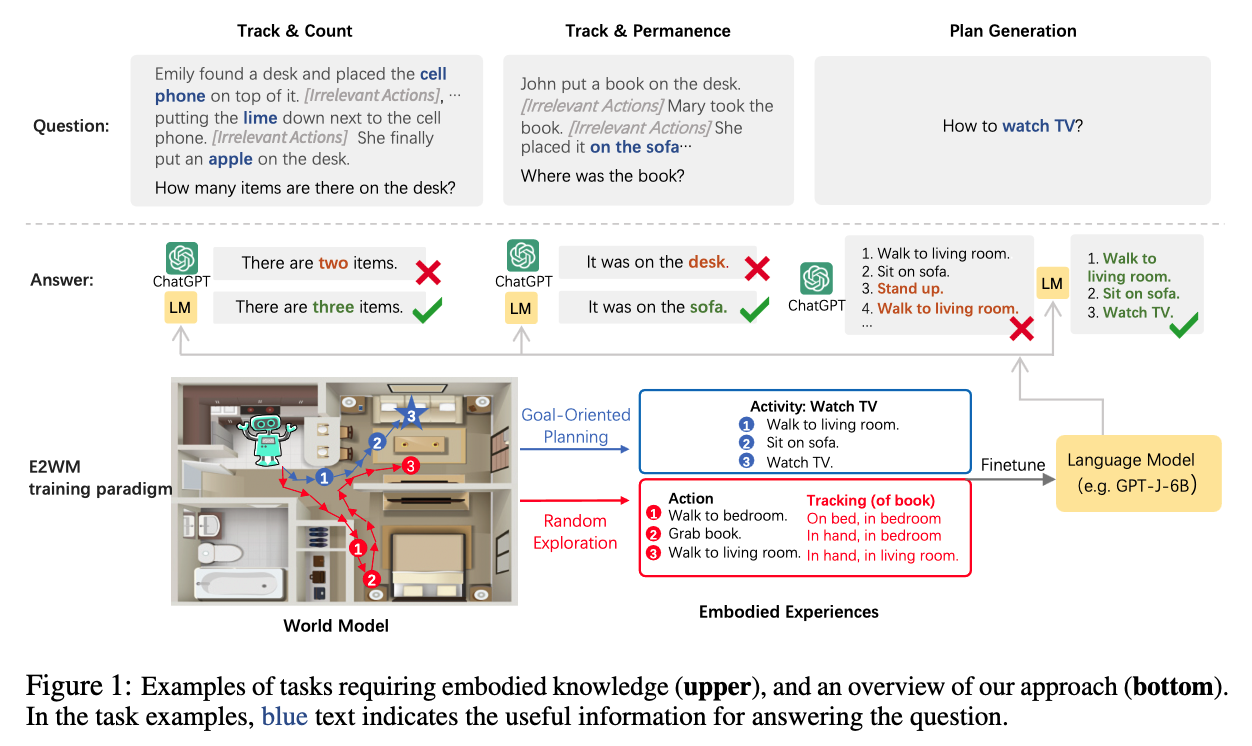 Track & Count
Track & Permanence
Plan Generation
Question:
Emily found a desk and placed the cell
phone on top of it. [Irrelevant Actions], ···
putting the lime down next to the cell
phone. [Irrelevant Actions] She finally
put an apple on the desk.
How many items are there on the desk?
John put a book on the desk.
[Irrelevant Actions] Mary took the
book. [Irrelevant Actions] She
placed it on the sofa···
Where was the book?
How to watch TV?
Answer:
ChatGPT
There are two items.
LM
There are three items.
ChatGPT
It was on the desk.
LM
It was on the sofa.
ChatGPT
1. Walk to living room.
2. Sit on sofa.
3. Stand up.
4. Walk to living room.
...
LM
1. Walk to
living room.
2. Sit on sofa.
3. Watch TV.
E2WM
training paradigm
3
2
3
1
1
2
World Model
Goal-Oriented
Planning
Random
Exploration
Activity: Watch TV
1 Walk to living room.
2 Sit on sofa.
3 Watch TV.
Action Tracking (of book)
1 Walk to bedroom. On bed, in bedroom
2 Grab book. In hand, in bedroom
3 Walk to living room. In hand, in living room.
Embodied Experiences
Finetune
Language Model
(e.g. GPT-J-6B)
Figure 1: Examples of tasks requiring embodied knowledge (upper), and an overview of our approach (bottom).
In the task examples, blue text indicates the useful information for answering the question.